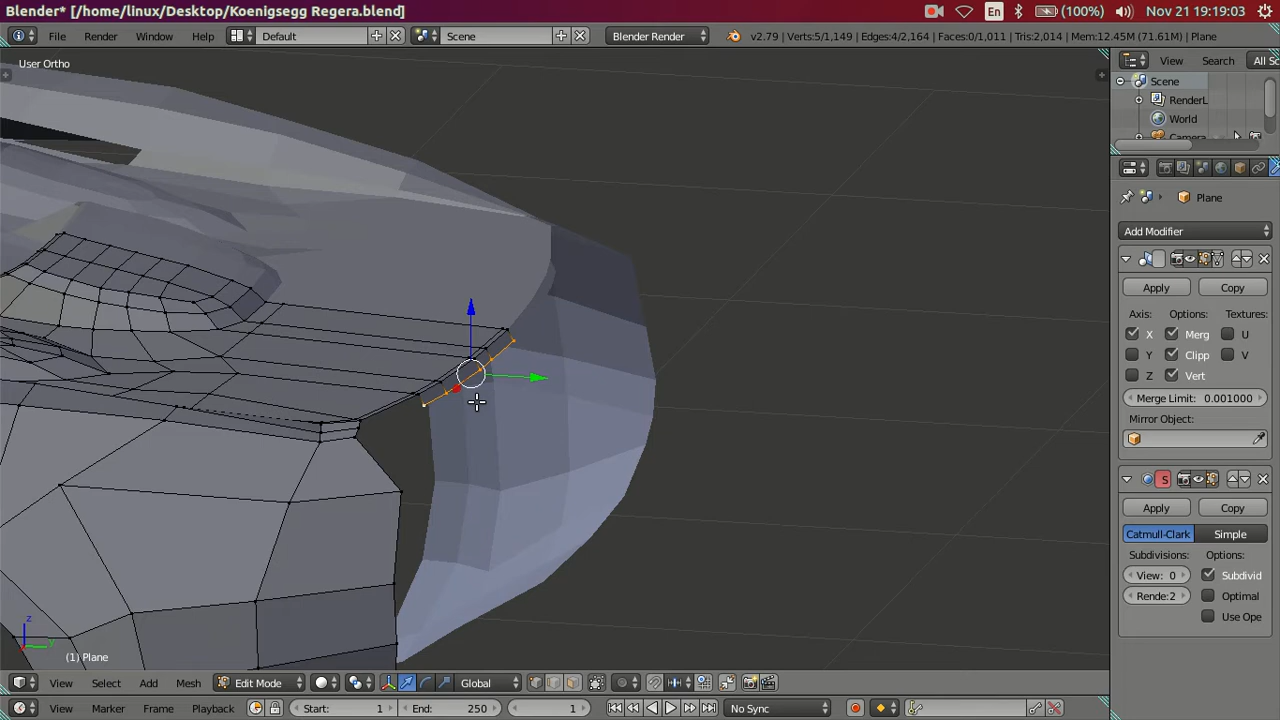 Blender* [/home/linux/Desktop/Koenigsegg Regera.blend]
En
(100%)
Nov 21 19:19:03
File
Render
Window
Help
Default
Scene
Blender Render
v2.79 | Verts:5/1,149 | Edges:4/2,164 | Faces:0/1,011 | Tris:2,014 | Mem:12.45M (71.61M) | Plane
User Ortho
View
Search
All Sc
Scene
RenderL
World
Camera
Plane
Add Modifier
Apply
Copy
Axis:
Options:
Textures:
X
Merg
U
Y
Clipp
V
Z
Vert
Merge Limit: 0.001000
Mirror Object:
S
Apply
Copy
Catmull-Clark
Simple
Subdivisions:
Options:
View: 0
Subdivid
Rende:2
Optimal
Use Ope
z
y
(1) Plane
View
Select
Add
Mesh
Edit Mode
Global
View
Marker
Frame
Playback
Start:
1
End:
250
1
No Sync